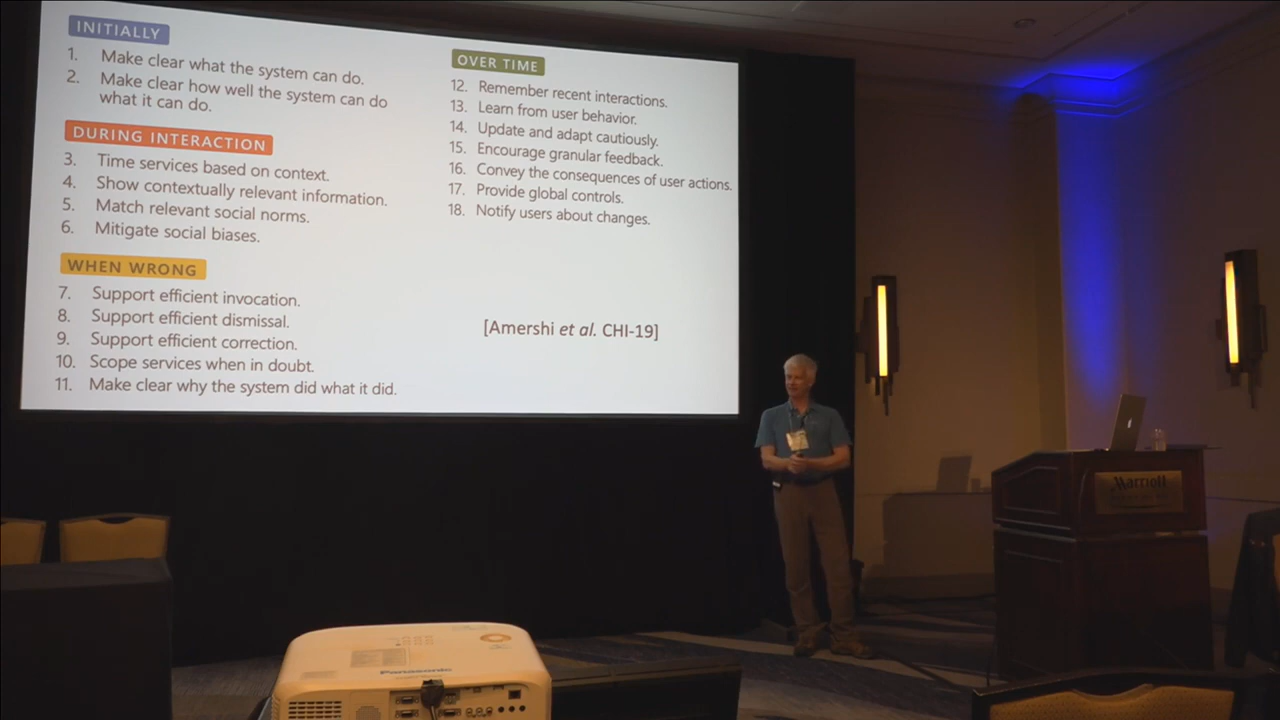 INITIALLY
1. Make clear what the system can do.
2. Make clear how well the system can do
what it can do.
DURING INTERACTION
3. Time services based on context.
4. Show contextually relevant information.
5. Match relevant social norms.
6. Mitigate social biases.
WHEN WRONG
7. Support efficient invocation.
8. Support efficient dismissal.
9. Support efficient correction.
10. Scope services when in doubt.
11. Make clear why the system did what it did.
OVER TIME
12. Remember recent interactions.
13. Learn from user behavior.
14. Update and adapt cautiously.
15. Encourage granular feedback.
16. Convey the consequences of user actions.
17. Provide global controls.
18. Notify users about changes.
[Amershi et al. CHI-19]
Marriott
Panasonic